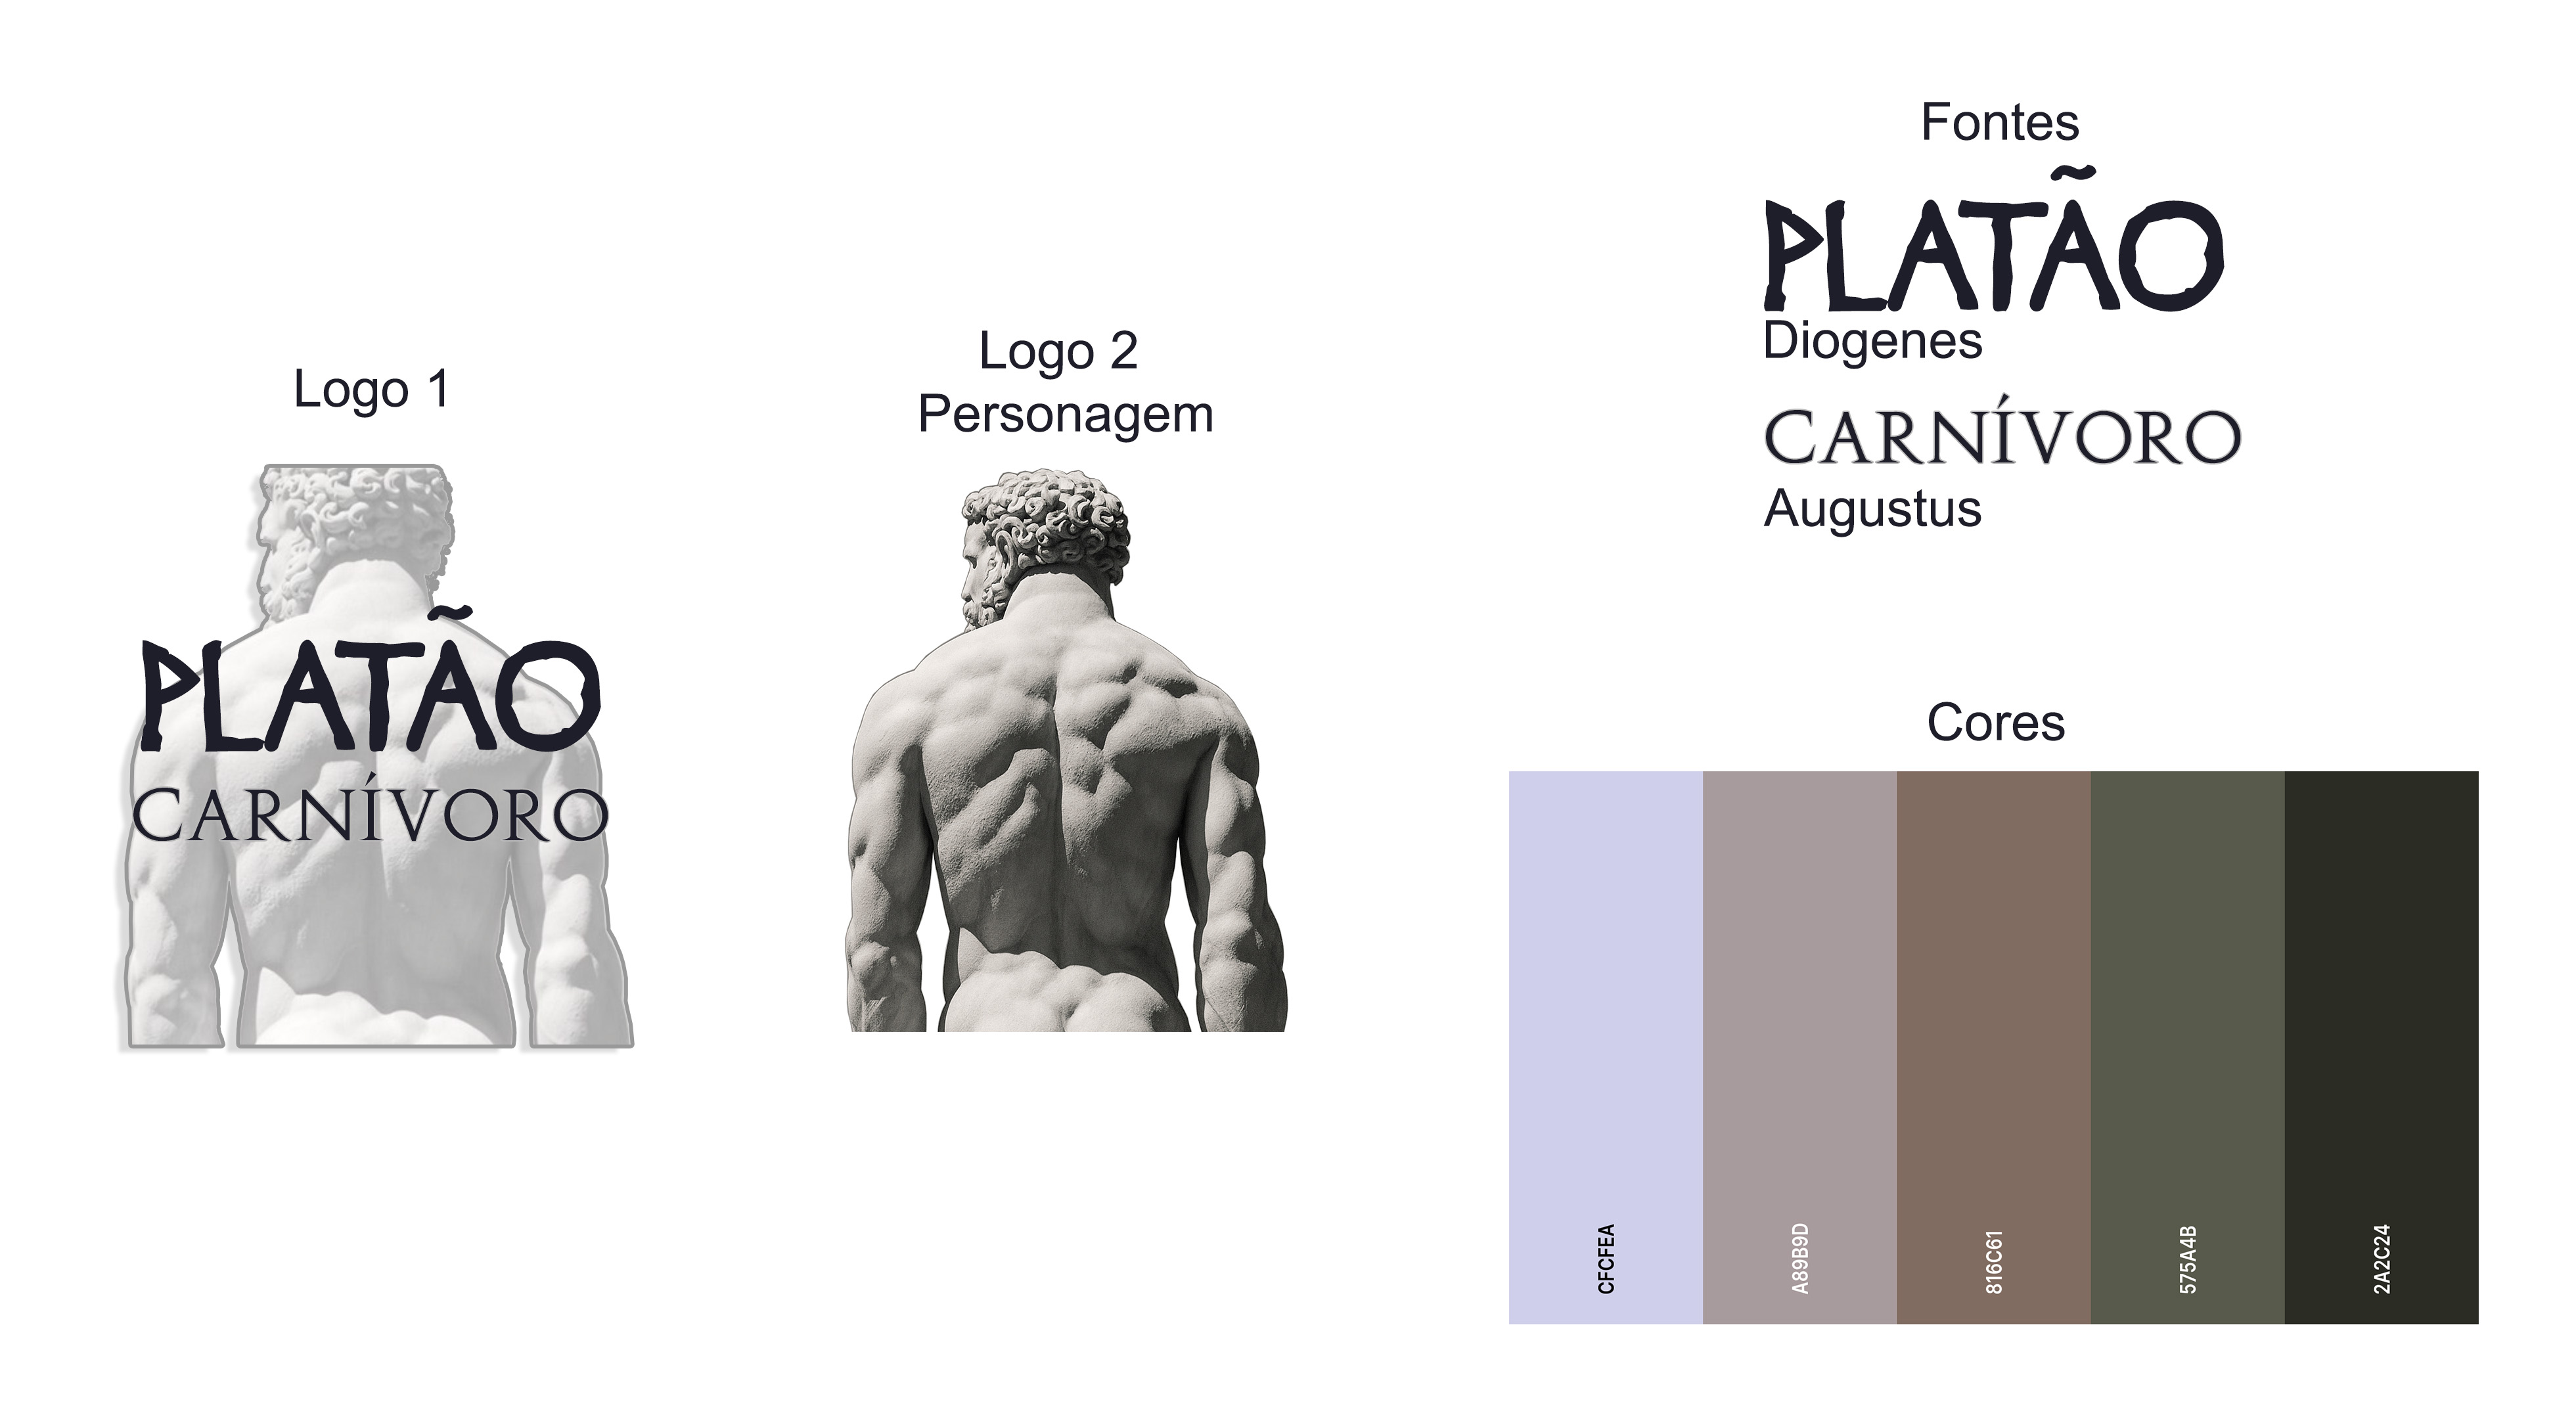 Logo 1
PLATÃO
CARNÍVORO
Logo 2
Personagem
Fontes
PLATÃO
Diogenes
CARNÍVORO
Augustus
Cores
CFCFEA
A89B9D
816C61
575A4B
2A2C24